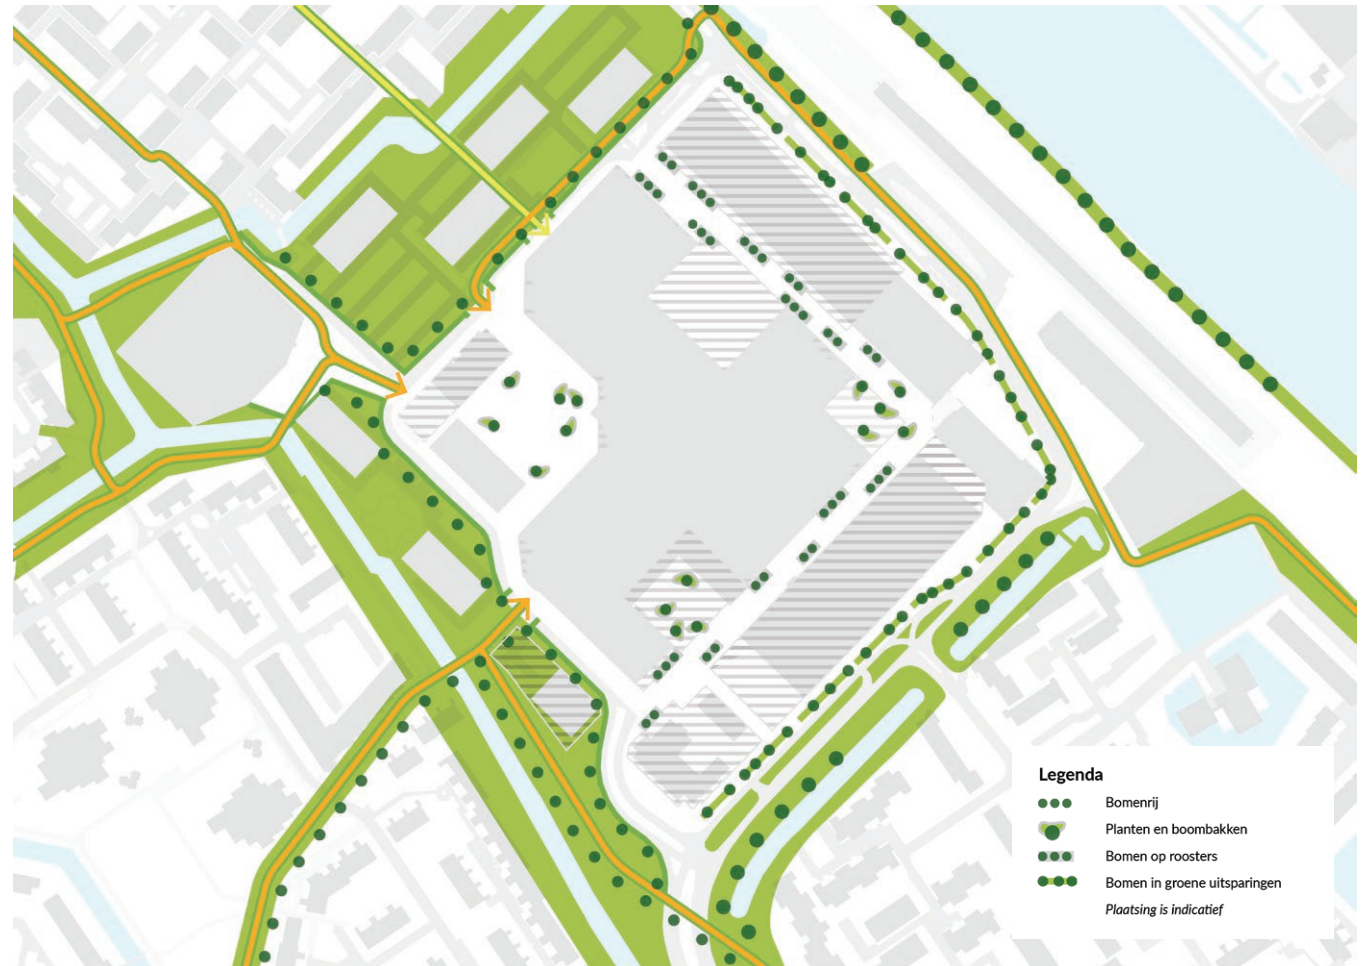 Legenda
Bomenrij
Planten en boombakken
Bomen op roosters
Bomen in groene uitsparingen
Plaatsing is indicatief